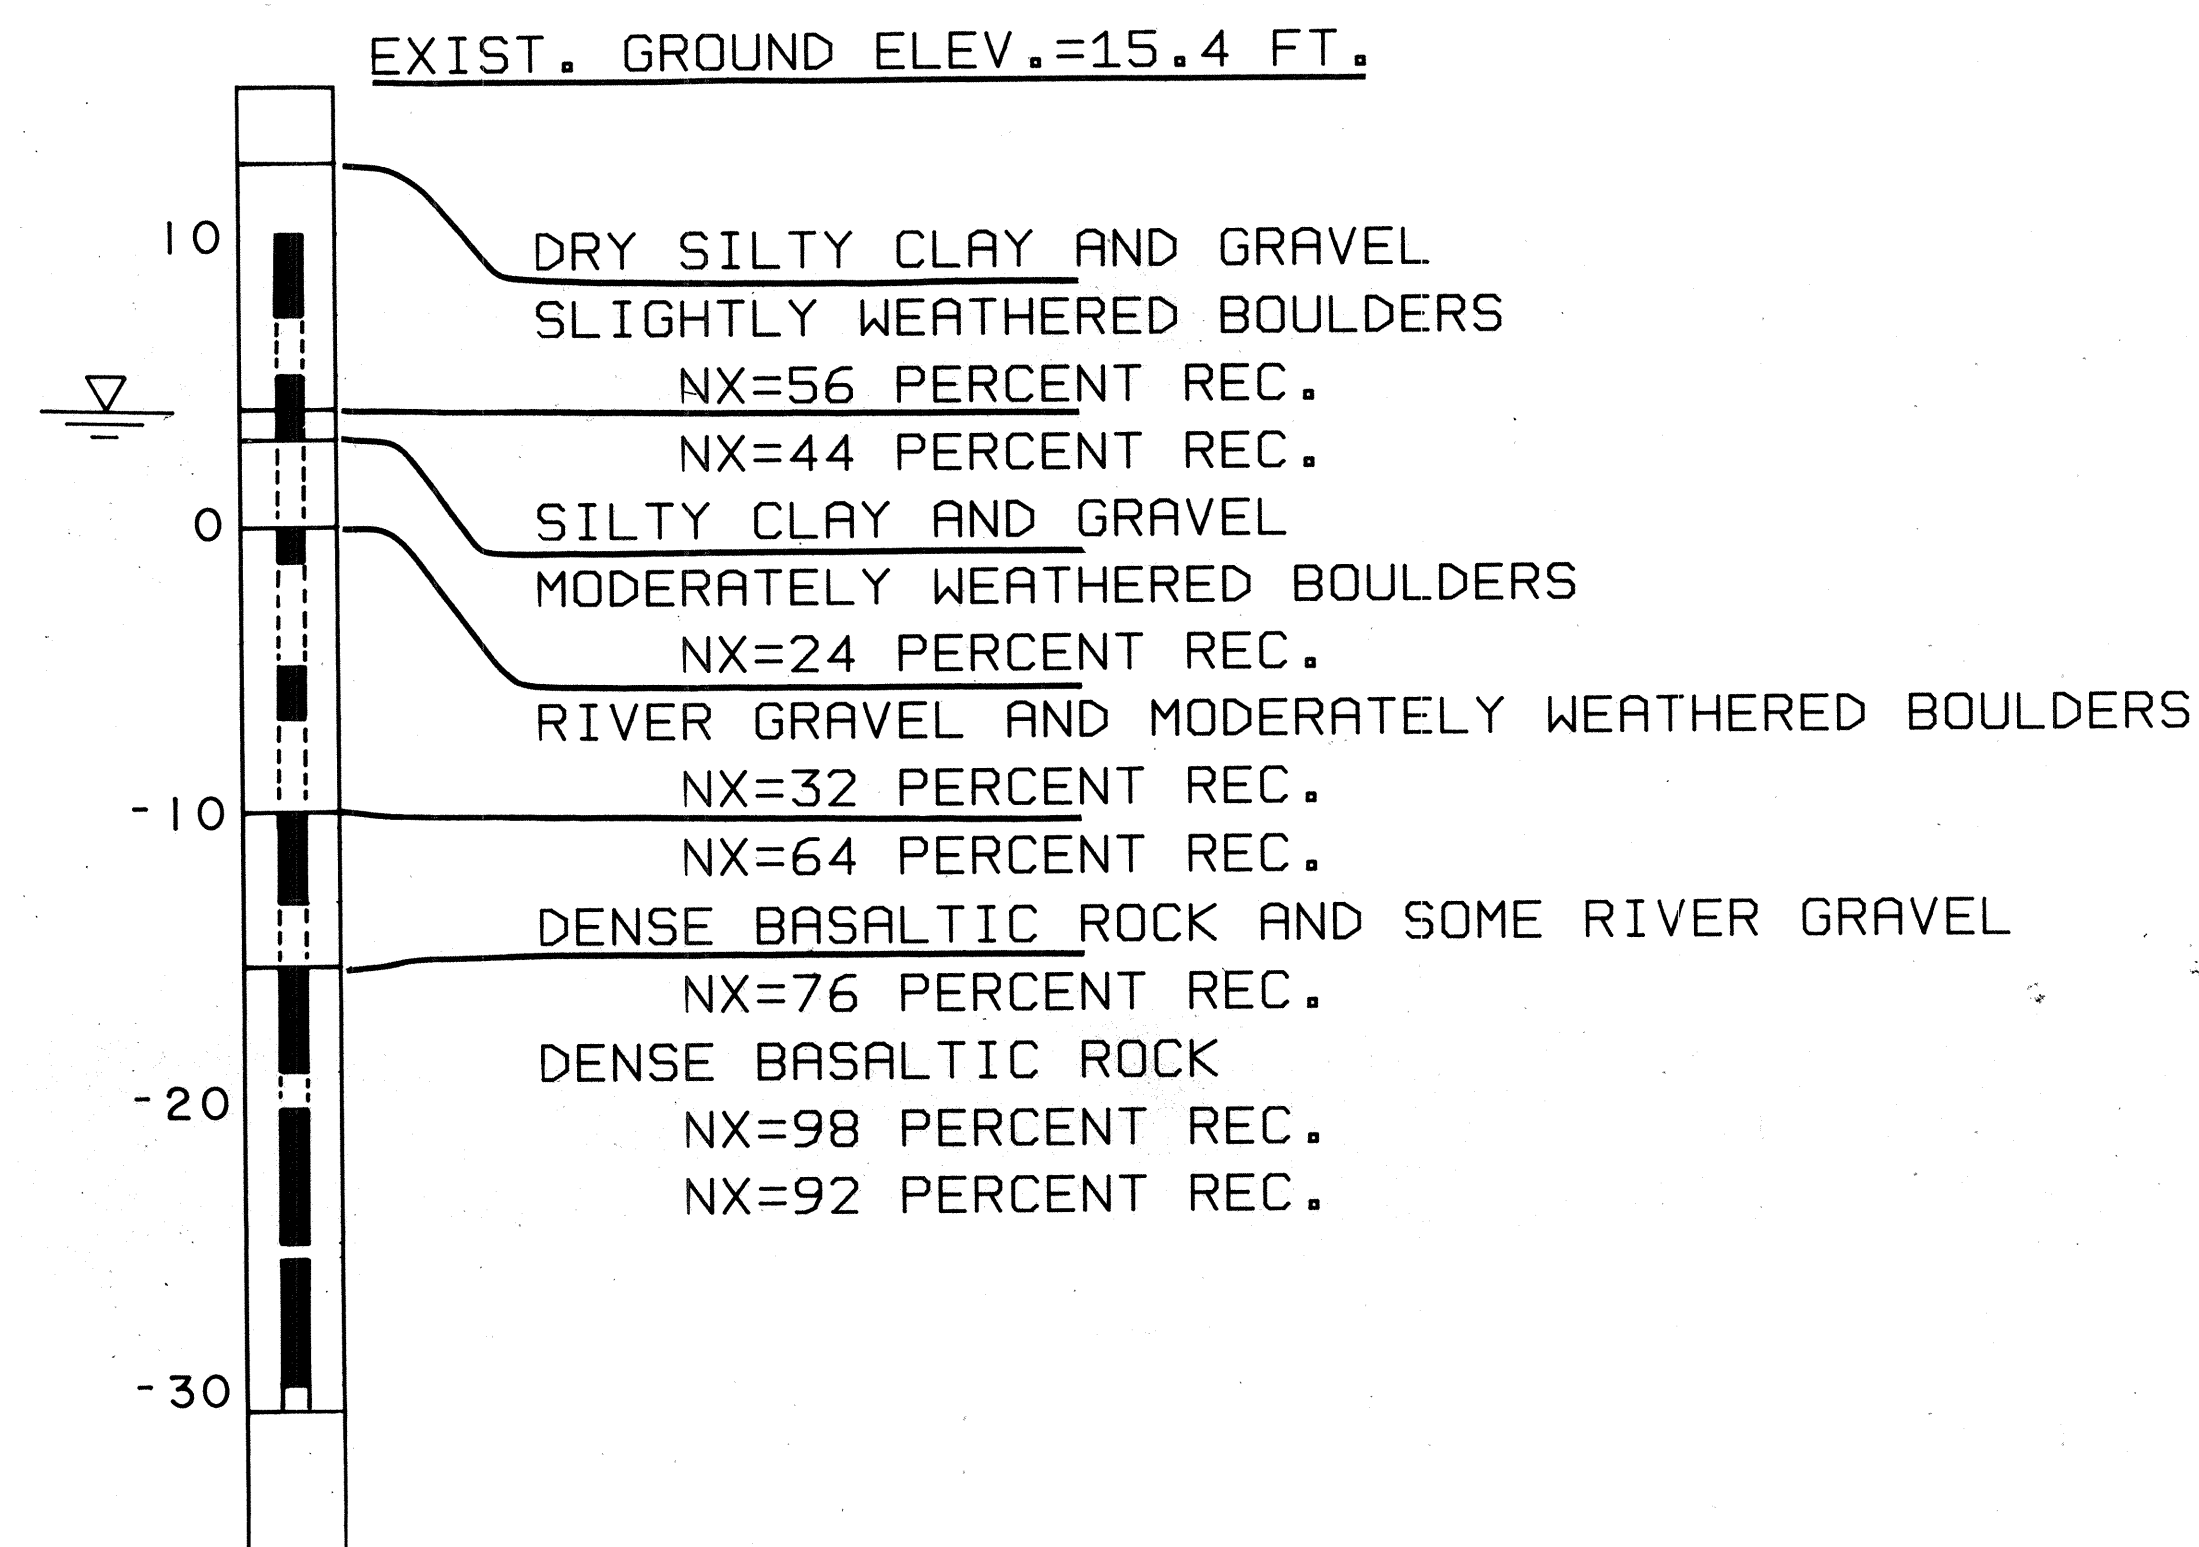 EXIST. GROUND ELEV.=15.4 FT.
10
DRY SILTY CLAY AND GRAVEL
SLIGHTLY WEATHERED BOULDERS
NX=56 PERCENT REC.
NX=44 PERCENT REC.
0
SILTY CLAY AND GRAVEL
MODERATELY WEATHERED BOULDERS
NX=24 PERCENT REC.
RIVER GRAVEL AND MODERATELY WEATHERED BOULDERS
NX=32 PERCENT REC.
-10
NX=64 PERCENT REC.
DENSE BASALTIC ROCK AND SOME RIVER GRAVEL
NX=76 PERCENT REC.
DENSE BASALTIC ROCK
-20
NX=98 PERCENT REC.
NX=92 PERCENT REC.
-30